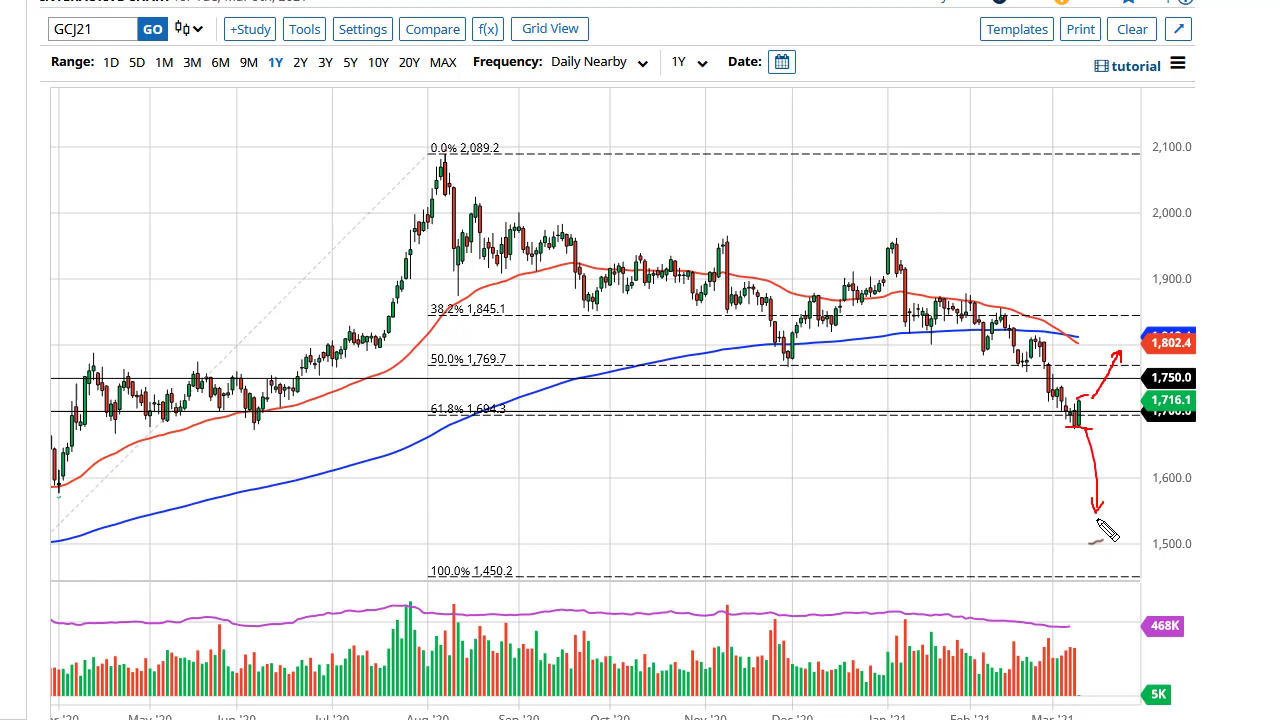 GCJ21 GO +Study Tools Settings Compare f(x) Grid View Templates Print Clear
Range: 1D 5D 1M 3M 6M 9M 1Y 2Y 3Y 5Y 10Y 20Y MAX Frequency: Daily Nearby 1Y Date: tutorial
0.0% 2,089.2
2,100.0
2,000.0
1,900.0
38.2% 1,845.1
1,802.4
50.0% 1,769.7
1,750.0
1,716.1
61.8% 1,694.3
1,600.0
1,500.0
100.0% 1,450.2
468K
5K
May '20 Jun '20 Jul '20 Aug '20 Sep '20 Oct '20 Nov '20 Dec '20 Jan '21 Feb '21 Mar '21